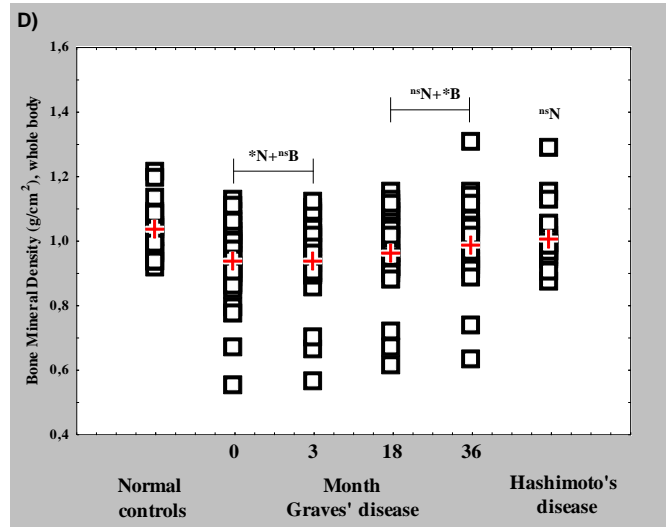 D)
1,6
1,4
1,2
1,0
0,8
0,6
0,4
Bone Mineral Density (g/cm²), whole body
*N+ⁿˢB
ⁿˢN+*B
ⁿˢN
0 3 18 36
Normal controls
Month
Graves' disease
Hashimoto's disease